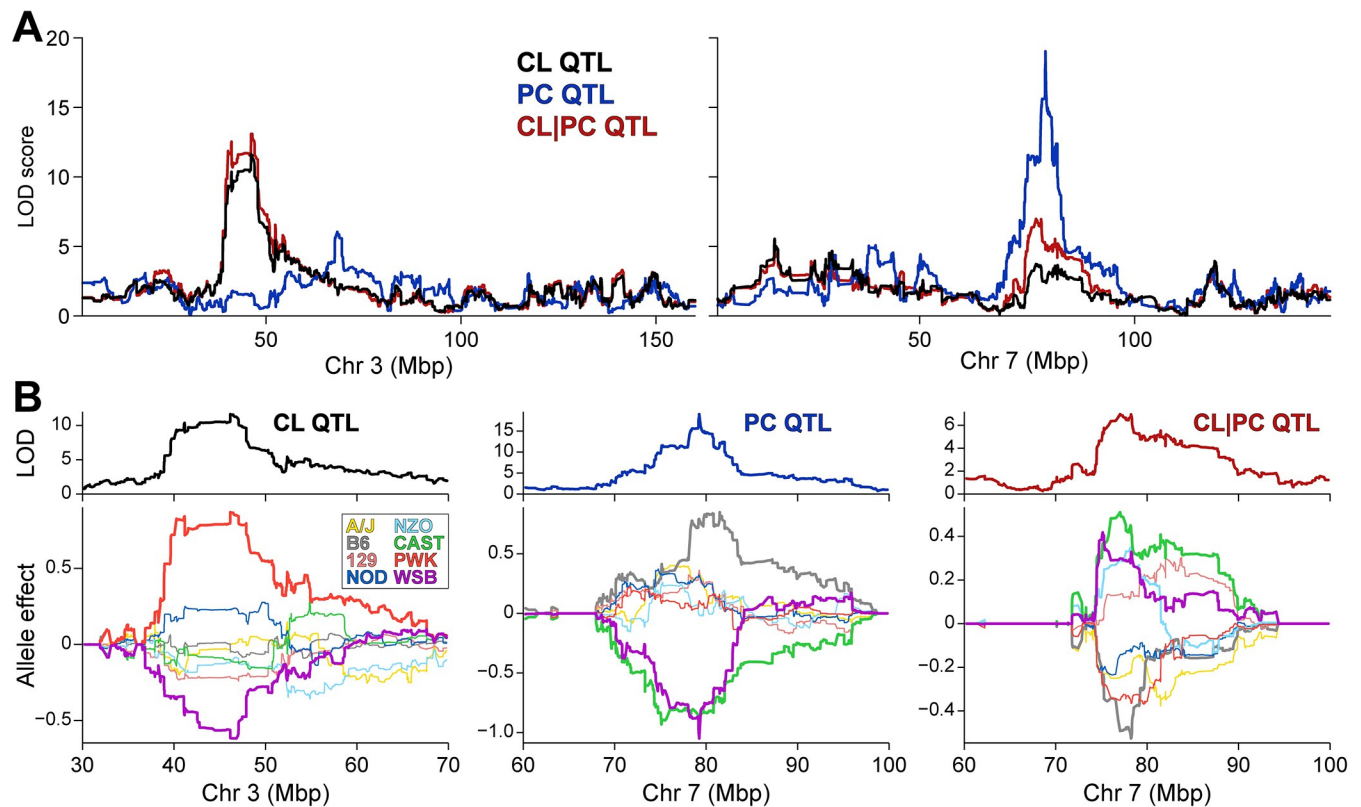 A
20
15
10
5
0
LOD score
CL QTL
PC QTL
CL|PC QTL
50
100
150
Chr 3 (Mbp)
50
100
Chr 7 (Mbp)
B
LOD
10
5
0
CL QTL
15
10
5
0
PC QTL
6
4
2
0
CL|PC QTL
Allele effect
0.5
0
−0.5
A/J NZO
B6 CAST
129 PWK
NOD WSB
30 40 50 60 70
Chr 3 (Mbp)
0.5
0
−0.5
−1.0
60 70 80 90 100
Chr 7 (Mbp)
0.4
0.2
0
−0.2
−0.4
60 70 80 90 100
Chr 7 (Mbp)